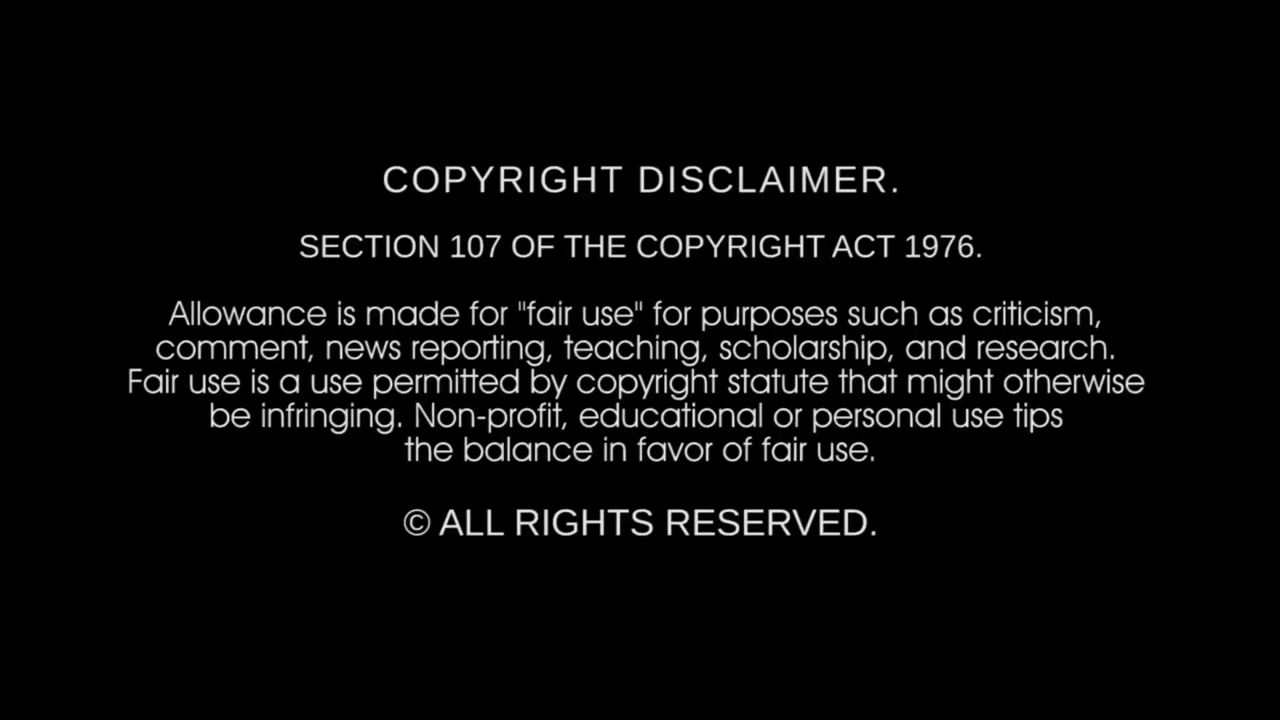 COPYRIGHT DISCLAIMER.
SECTION 107 OF THE COPYRIGHT ACT 1976.
Allowance is made for "fair use" for purposes such as criticism,
comment, news reporting, teaching, scholarship, and research.
Fair use is a use permitted by copyright statute that might otherwise
be infringing. Non-profit, educational or personal use tips
the balance in favor of fair use.
© ALL RIGHTS RESERVED.